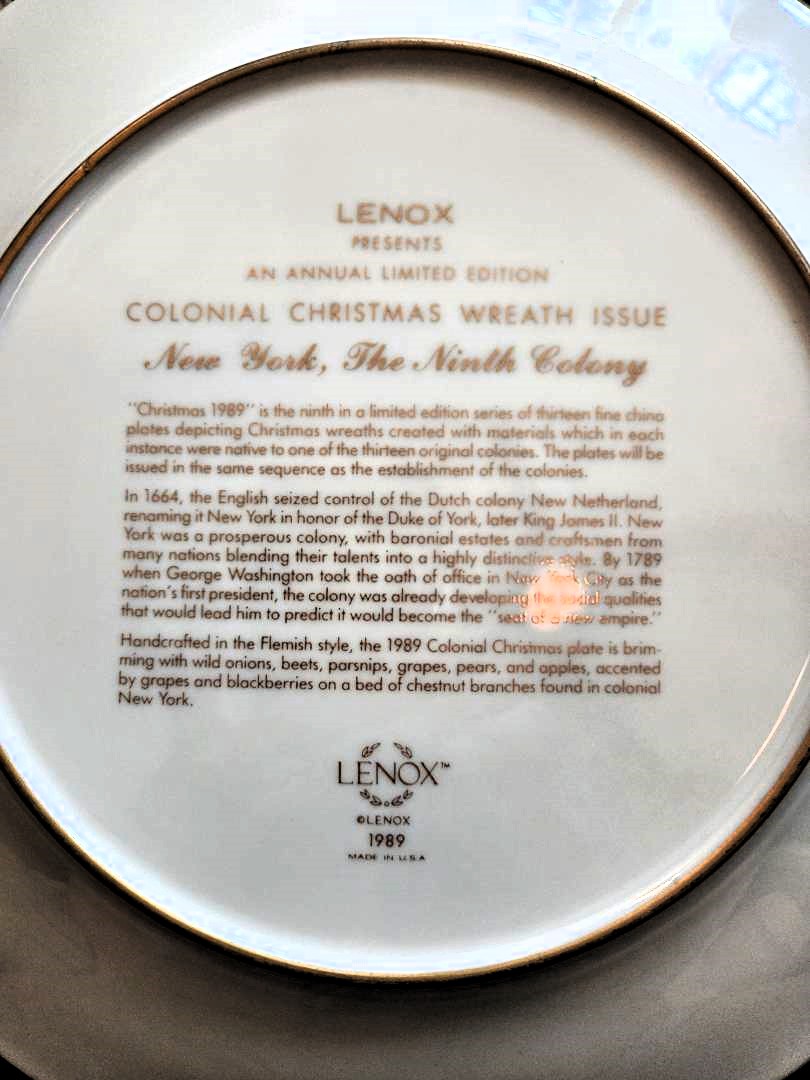 LENOX
PRESENTS
AN ANNUAL LIMITED EDITION
COLONIAL CHRISTMAS WREATH ISSUE
New York, The Ninth Colony
"Christmas 1989" is the ninth in a limited edition series of thirteen fine china
plates depicting Christmas wreaths created with materials which in each
instance were native to one of the thirteen original colonies. The plates will be
issued in the same sequence as the establishment of the colonies.
In 1664, the English seized control of the Dutch colony New Netherland,
renaming it New York in honor of the Duke of York, later King James II. New
York was a prosperous colony, with baronial estates and craftsmen from
many nations blending their talents into a highly distinctive style. By 1789
when George Washington took the oath of office in New York City as the
nation's first president, the colony was already developing the social qualities
that would lead him to predict it would become the "seat of a new empire."
Handcrafted in the Flemish style, the 1989 Colonial Christmas plate is brim-
ming with wild onions, beets, parsnips, grapes, pears, and apples, accented
by grapes and blackberries on a bed of chestnut branches found in colonial
New York.
LENOX™
©LENOX
1989
MADE IN U.S.A